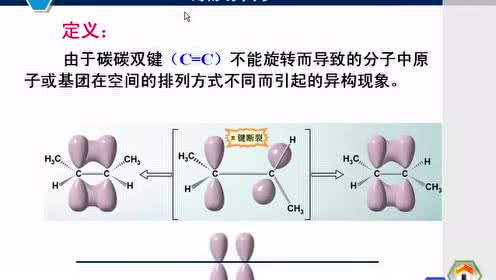 定义：
由于碳碳双键（C=C）不能旋转而导致的分子中原
子或基团在空间的排列方式不同而引起的异构现象。
π键断裂
H₃C CH₃ C C H H
H₃C H C C H CH₃
H₃C H C C H CH₃